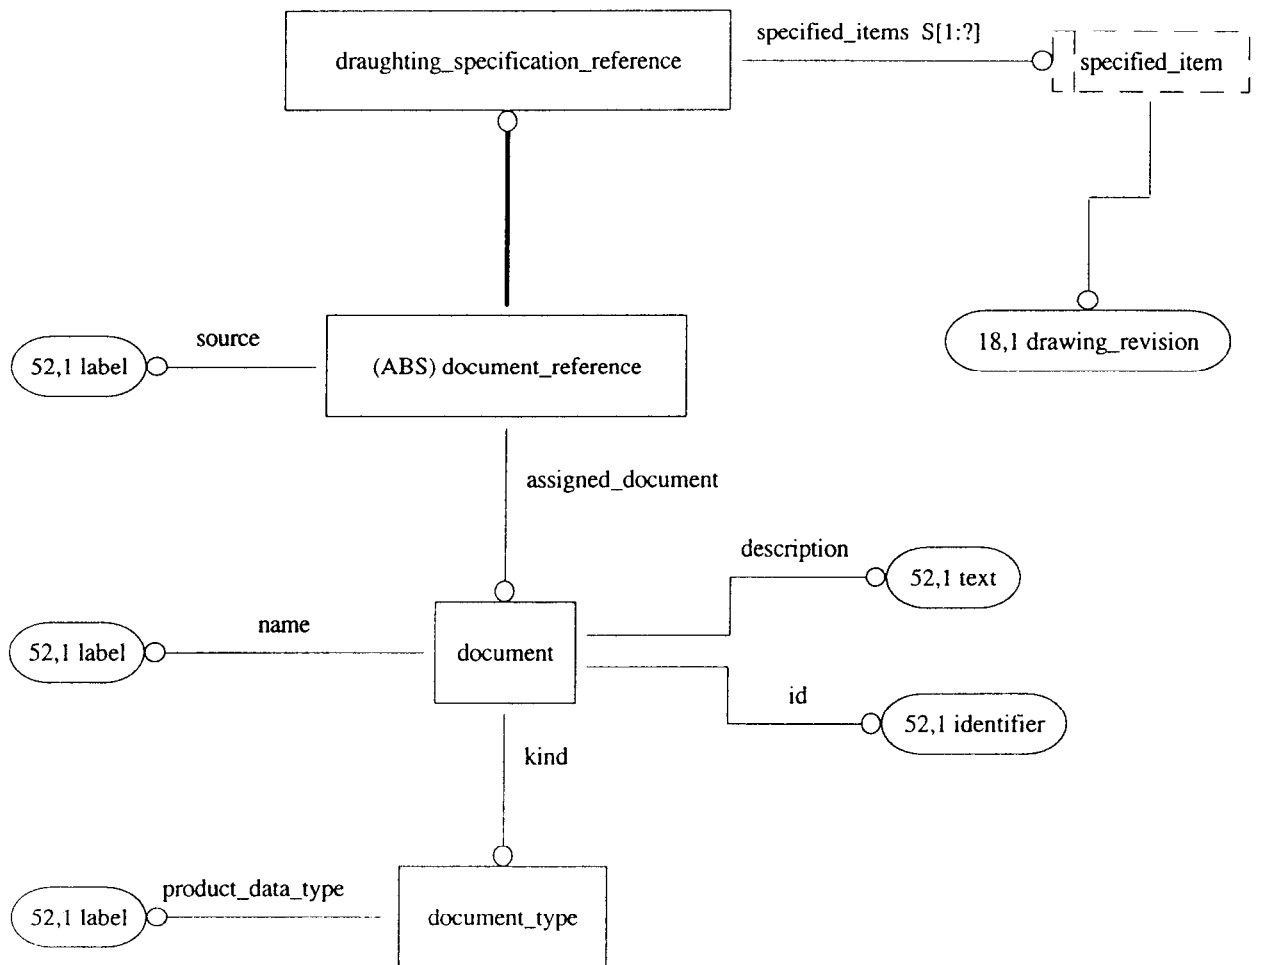 specified_items S[1:?]
draughting_specification_reference
specified_item
source
18,1 drawing_revision
52,1 label
(ABS) document_reference
assigned_document
description
52,1 text
name
52,1 label
document
id
52,1 identifier
kind
product_data_type
52,1 label
document_type